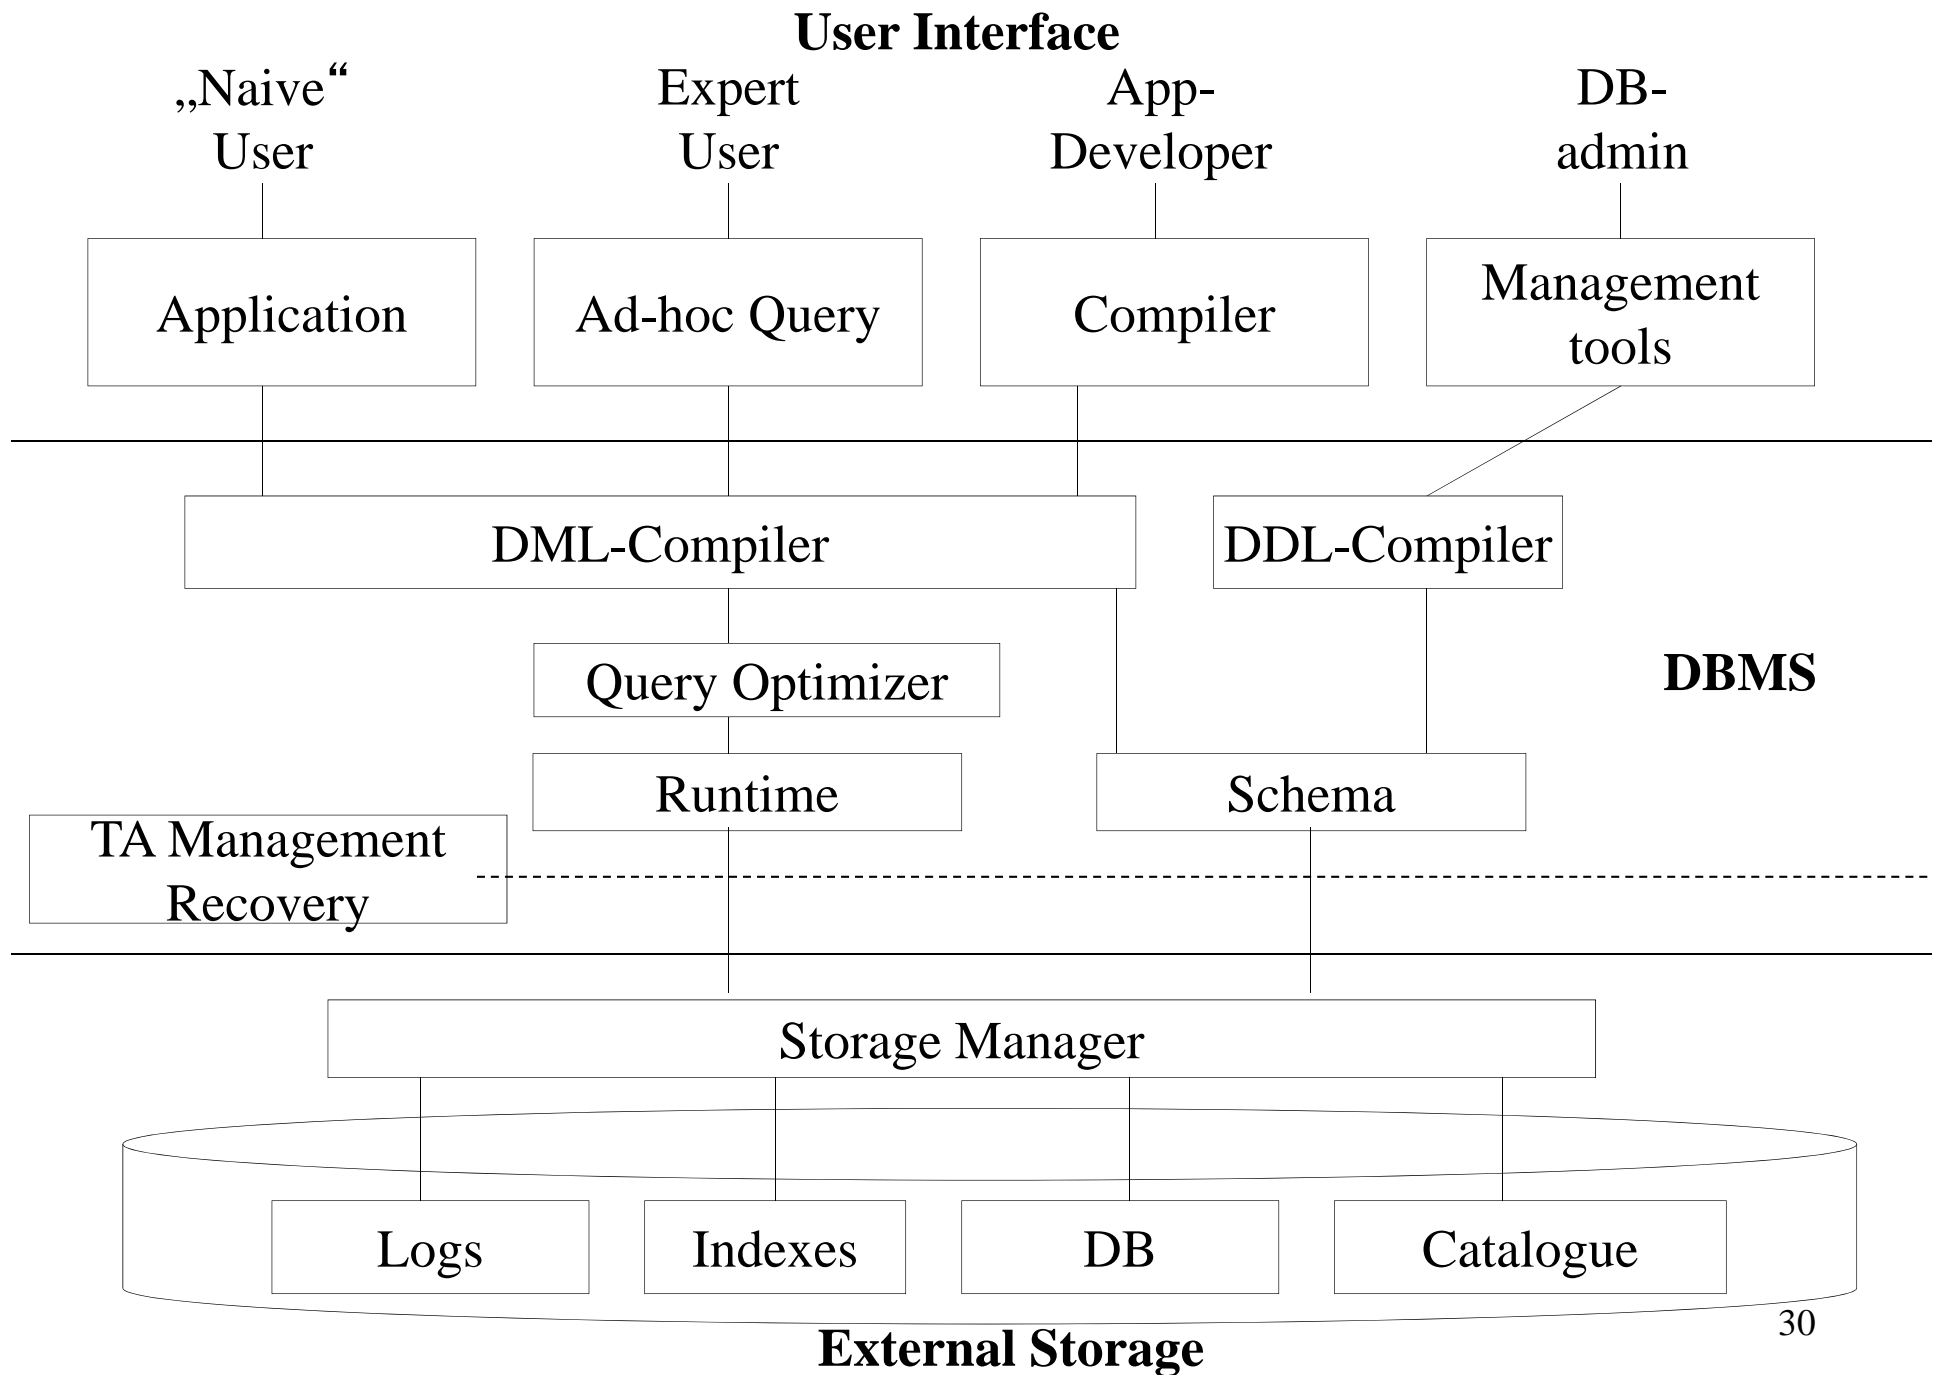 User Interface
„Naive“
User
Expert
User
App-
Developer
DB-
admin
Application
Ad-hoc Query
Compiler
Management
tools
DML-Compiler
DDL-Compiler
Query Optimizer
DBMS
Runtime
Schema
TA Management
Recovery
Storage Manager
Logs
Indexes
DB
Catalogue
30
External Storage